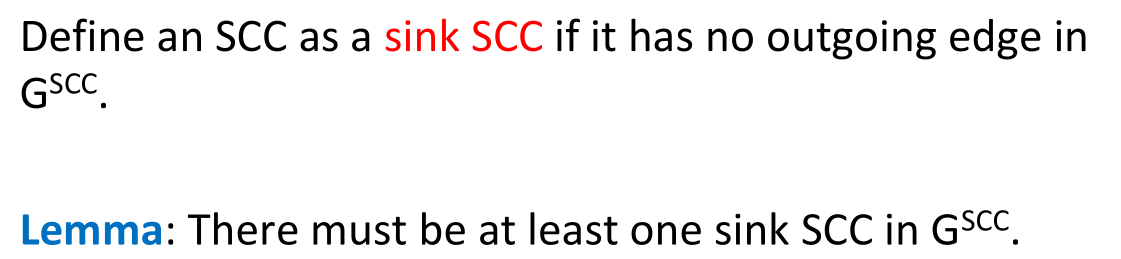 Define an SCC as a sink SCC if it has no outgoing edge in
Gˢᶜᶜ.
Lemma: There must be at least one sink SCC in Gˢᶜᶜ.